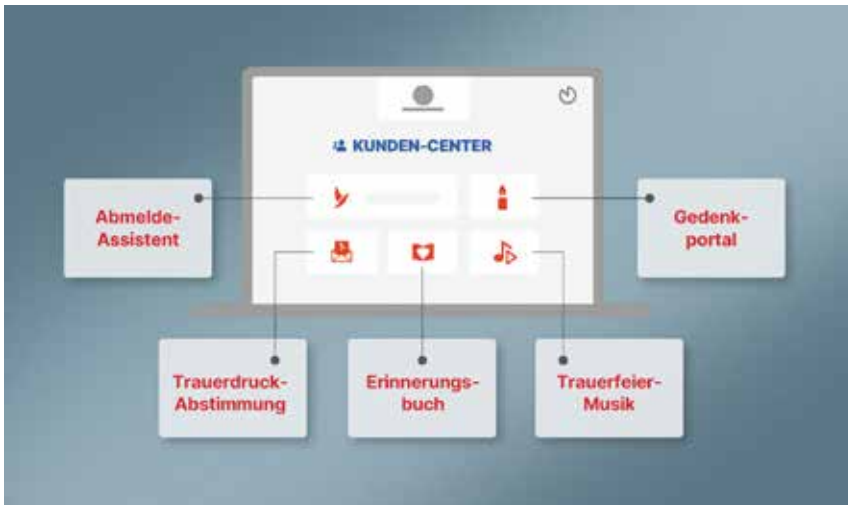 KUNDEN-CENTER
Abmelde-
Assistent
Gedenk-
portal
Trauerdruck-
Abstimmung
Erinnerungs-
buch
Trauerfeier-
Musik